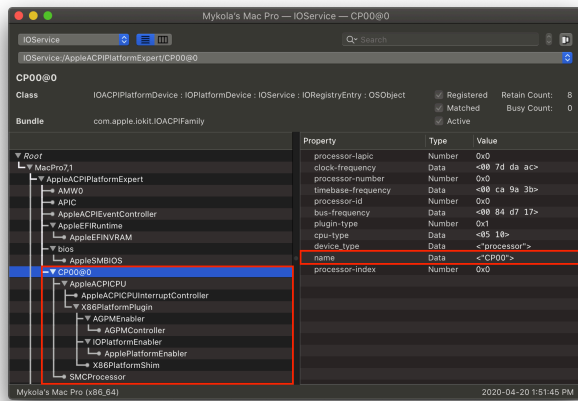 Mykola's Mac Pro — IOService — CP00@0
IOService
Search
IOService:/AppleACPIPlatformExpert/CP00@0
CP00@0
Class IOACPIPlatformDevice : IOPlatformDevice : IOService : IORegistryEntry : OSObject Registered Retain Count: 8
Matched Busy Count: 0
Bundle com.apple.iokit.IOACPIFamily Active
Property Type Value
Root
MacPro7,1
AppleACPIPlatformExpert
AMW0
APIC
AppleACPIEventController
AppleEFIRuntime
AppleEFINVRAM
bios
AppleSMBIOS
CP00@0
AppleACPICPU
AppleACPICPUInterruptController
X86PlatformPlugin
AGPMEnabler
AGPMController
IOPlatformEnabler
ApplePlatformEnabler
X86PlatformShim
SMCProcessor
processor-lapic Number 0x0
clock-frequency Data <00 7d da ac>
processor-number Number 0x0
timebase-frequency Data <00 ca 9a 3b>
processor-id Number 0x0
bus-frequency Data <00 84 d7 17>
plugin-type Number 0x1
cpu-type Data <05 10>
device_type Data <"processor">
name Data <"CP00">
processor-index Number 0x0
Mykola's Mac Pro (x86_64) 2020-04-20 1:51:45 PM